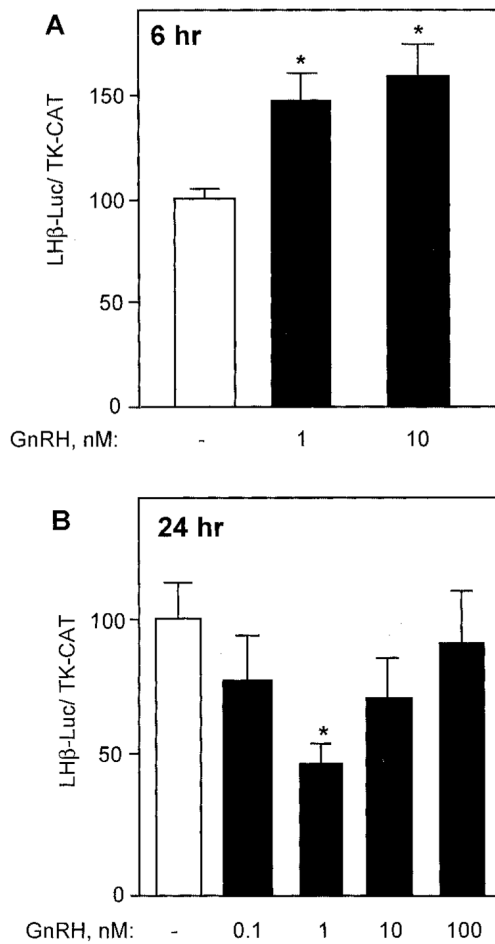 A
6 hr
* *
LHβ-Luc/ TK-CAT
150
100
50
0
GnRH, nM: - 1 10
B
24 hr
LHβ-Luc/ TK-CAT
100
*
50
0
GnRH, nM: - 0.1 1 10 100